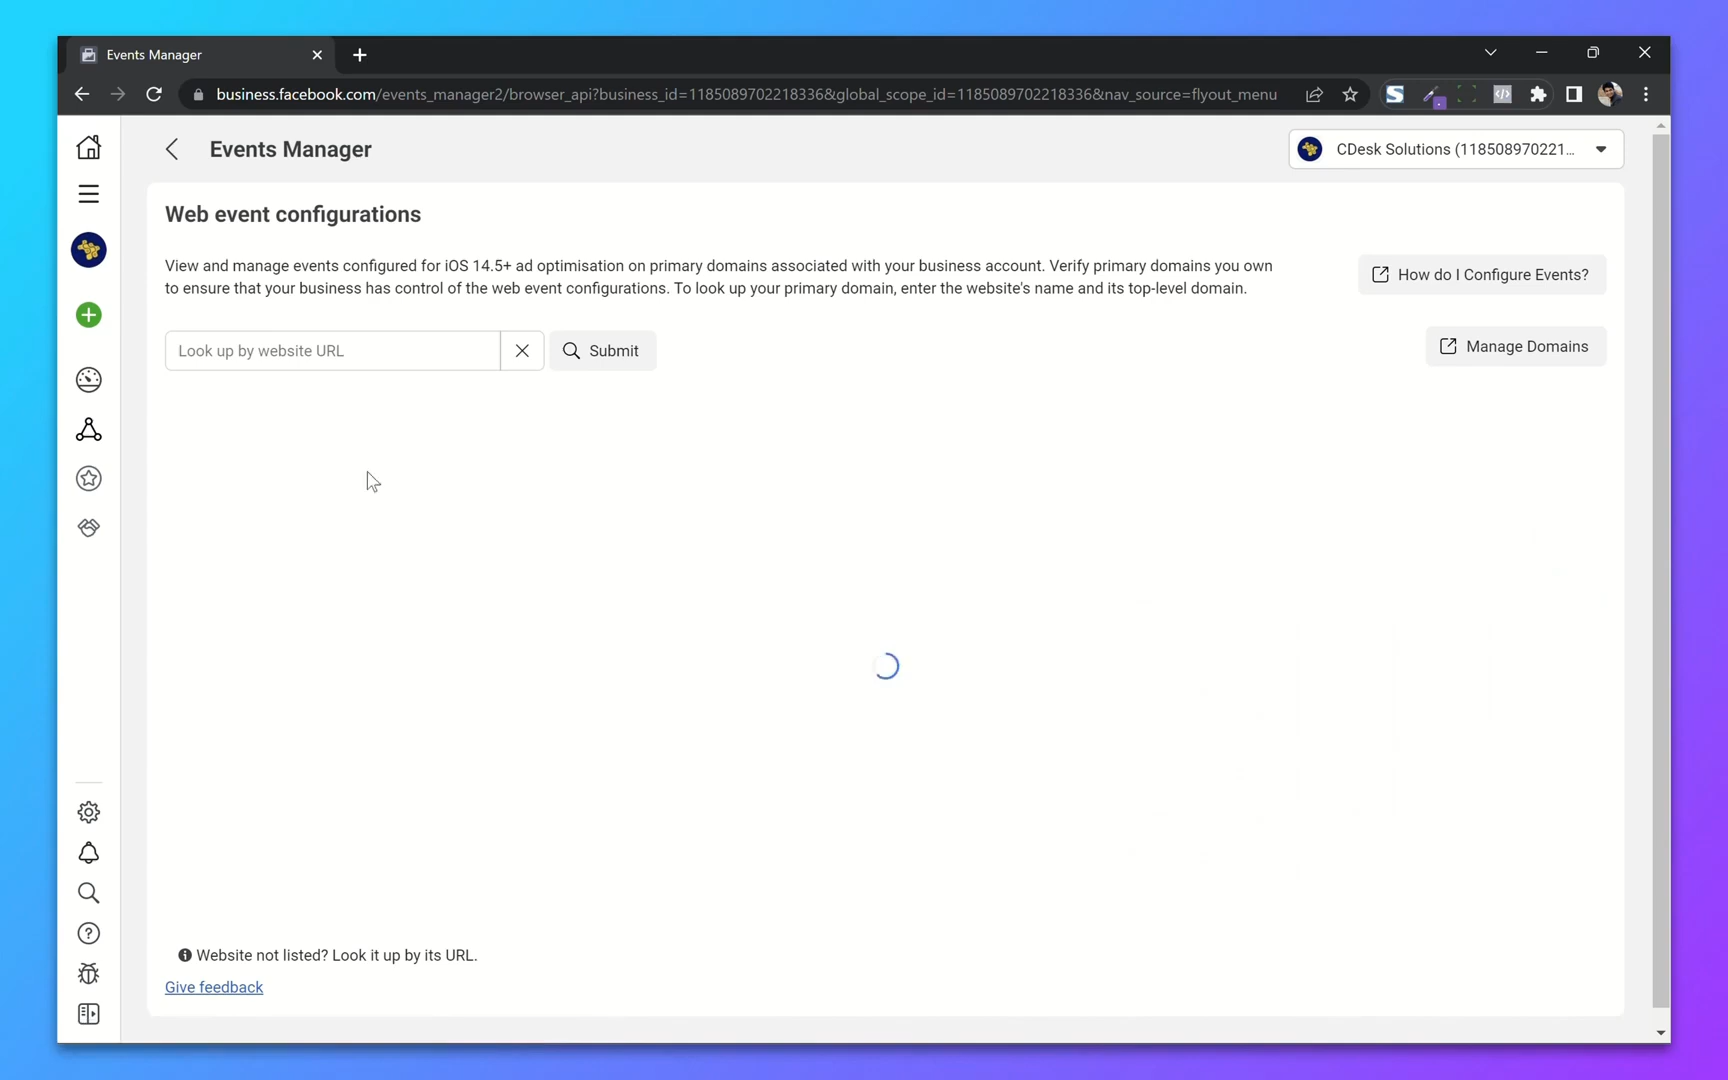 Events Manager
business.facebook.com/events_manager2/browser_api?business_id=1185089702218336&global_scope_id=1185089702218336&nav_source=flyout_menu
Events Manager
CDesk Solutions (118508970221...
Web event configurations
View and manage events configured for iOS 14.5+ ad optimisation on primary domains associated with your business account. Verify primary domains you own
to ensure that your business has control of the web event configurations. To look up your primary domain, enter the website's name and its top-level domain.
How do I Configure Events?
Look up by website URL
Submit
Manage Domains
Website not listed? Look it up by its URL.
Give feedback